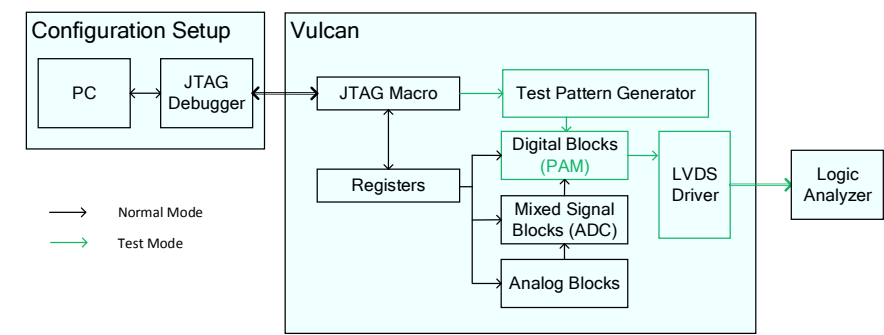 Configuration Setup
Vulcan
PC
JTAG
Debugger
JTAG Macro
Test Pattern Generator
Digital Blocks
(PAM)
LVDS
Driver
Logic
Analyzer
Registers
Mixed Signal
Blocks (ADC)
Analog Blocks
Normal Mode
Test Mode